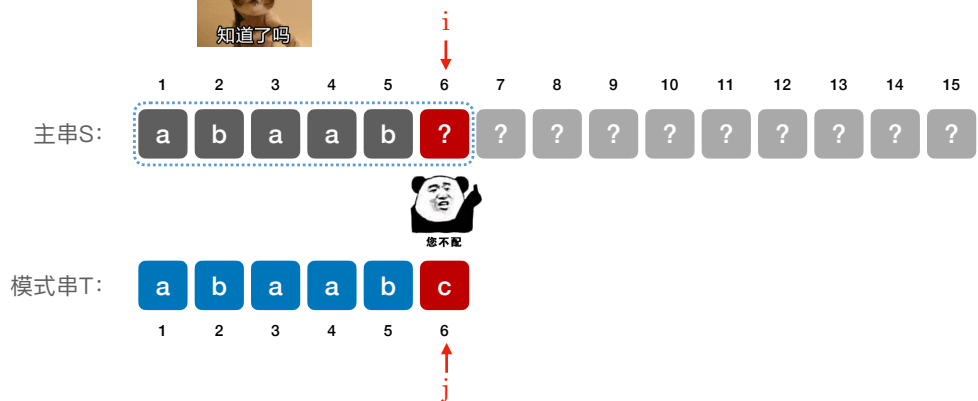 知道了吗
i
1 2 3 4 5 6 7 8 9 10 11 12 13 14 15
主串S: a b a a b ? ? ? ? ? ? ? ? ? ?
您不配
模式串T: a b a a b c
1 2 3 4 5 6
j